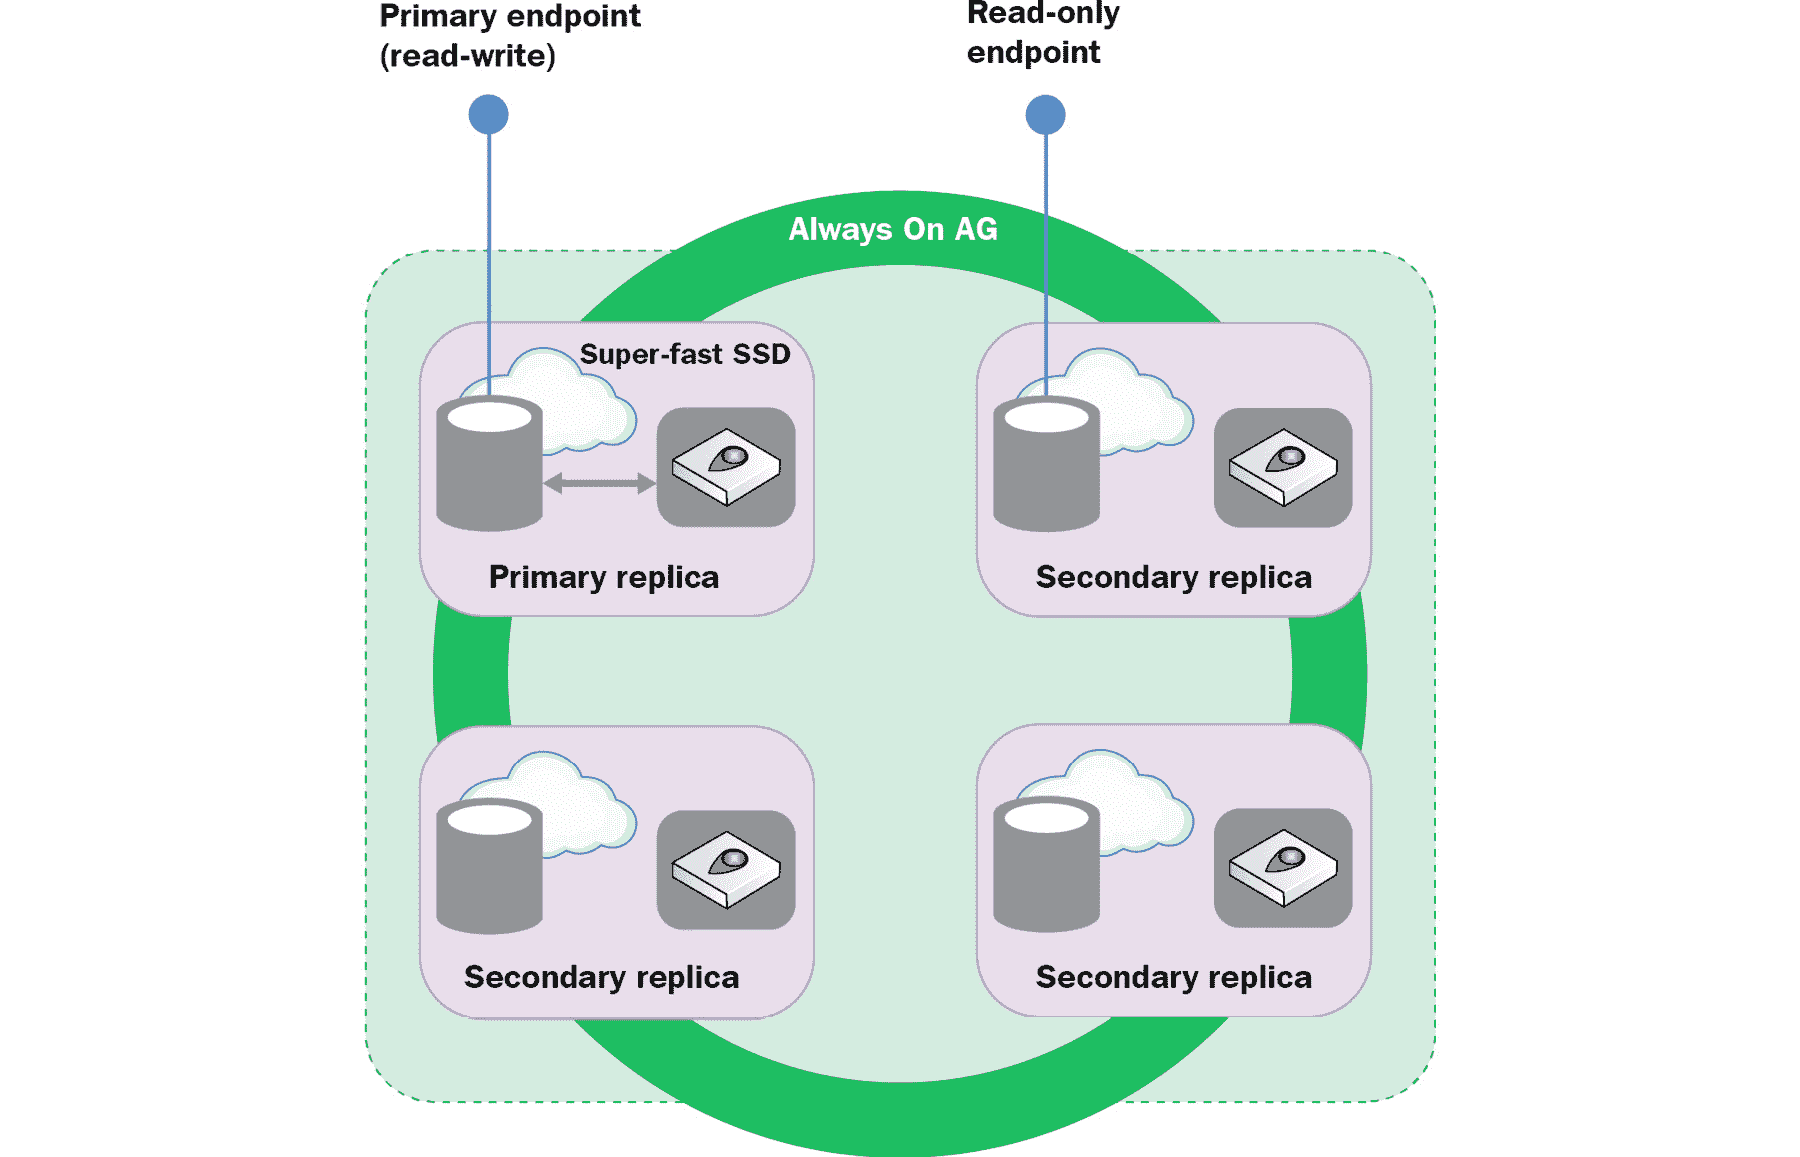 Primary endpoint
(read-write)
Read-only
endpoint
Always On AG
Super-fast SSD
Primary replica
Secondary replica
Secondary replica
Secondary replica